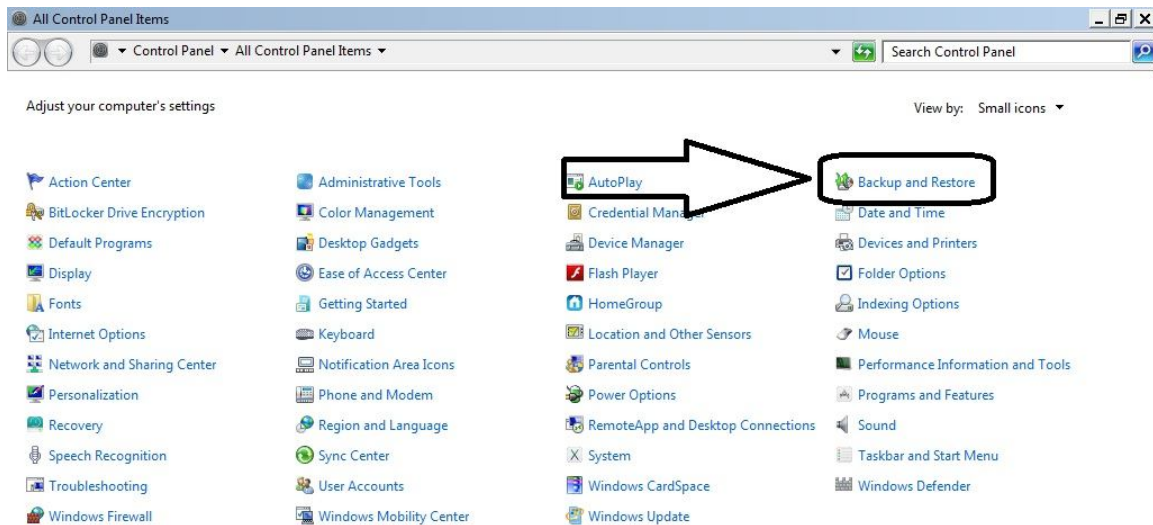 All Control Panel Items
Control Panel All Control Panel Items
Search Control Panel
Adjust your computer's settings
View by: Small icons
Action Center Administrative Tools AutoPlay Backup and Restore
BitLocker Drive Encryption Color Management Credential Manager Date and Time
Default Programs Desktop Gadgets Device Manager Devices and Printers
Display Ease of Access Center Flash Player Folder Options
Fonts Getting Started HomeGroup Indexing Options
Internet Options Keyboard Location and Other Sensors Mouse
Network and Sharing Center Notification Area Icons Parental Controls Performance Information and Tools
Personalization Phone and Modem Power Options Programs and Features
Recovery Region and Language RemoteApp and Desktop Connections Sound
Speech Recognition Sync Center System Taskbar and Start Menu
Troubleshooting User Accounts Windows CardSpace Windows Defender
Windows Firewall Windows Mobility Center Windows Update